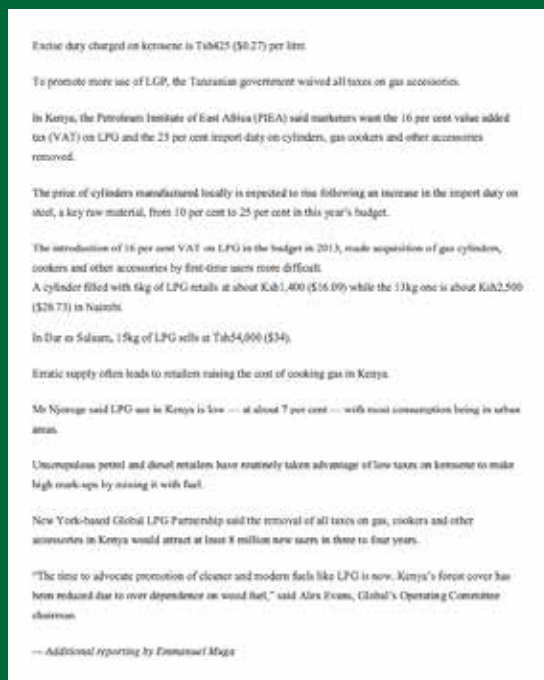 Excise duty charged on kerosene is Tsh425 ($0.27) per litre.
To promote more use of LGP, the Tanzanian government waived all taxes on gas accessories.
In Kenya, the Petroleum Institute of East Africa (PIEA) said marketers want the 16 per cent value added
tax (VAT) on LPG and the 25 per cent import duty on cylinders, gas cookers and other accessories
removed.
The price of cylinders manufactured locally is expected to rise following an increase in the import duty on
steel, a key raw material, from 10 per cent to 25 per cent in this year's budget.
The introduction of 16 per cent VAT on LPG in the budget in 2013, made acquisition of gas cylinders,
cookers and other accessories by first-time users more difficult.
A cylinder filled with 6kg of LPG retails at about Ksh1,400 ($16.09) while the 13kg one is about Ksh2,500
($28.73) in Nairobi.
In Dar es Salaam, 15kg of LPG sells at Tsh54,000 ($34).
Erratic supply often leads to retailers raising the cost of cooking gas in Kenya.
Mr Njoroge said LPG use in Kenya is low — at about 7 per cent — with most consumption being in urban
areas.
Unscrupulous petrol and diesel retailers have routinely taken advantage of low taxes on kerosene to make
high mark-ups by mixing it with fuel.
New York-based Global LPG Partnership said the removal of all taxes on gas, cookers and other
accessories in Kenya would attract at least 8 million new users in three to four years.
"The time to advocate promotion of cleaner and modern fuels like LPG is now. Kenya's forest cover has
been reduced due to over dependence on wood fuel," said Alex Evans, Global's Operating Committee
chairman.
— Additional reporting by Emmanuel Muga